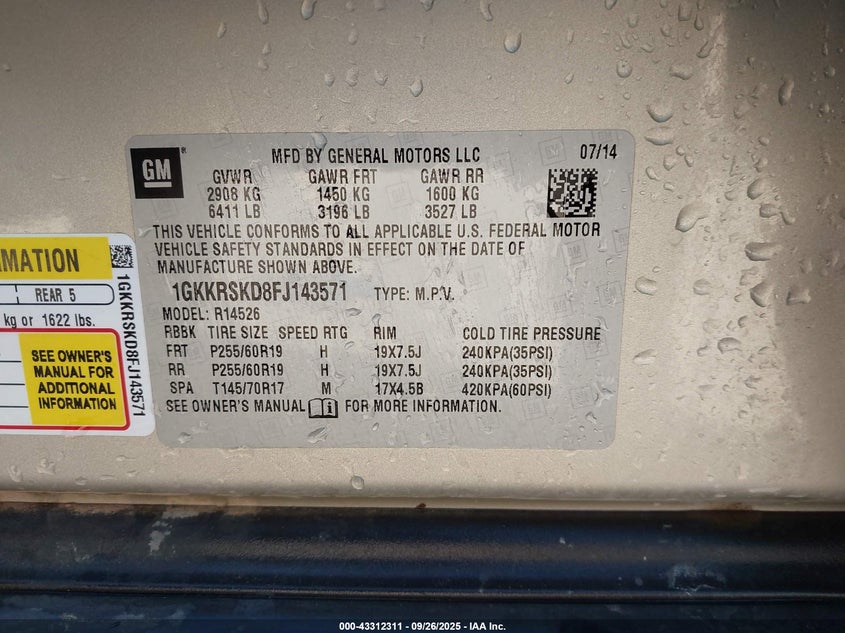 GM
MFD BY GENERAL MOTORS LLC 07/14
GVWR GAWR FRT GAWR RR
2908 KG 1450 KG 1600 KG
6411 LB 3196 LB 3527 LB
THIS VEHICLE CONFORMS TO ALL APPLICABLE U.S. FEDERAL MOTOR
VEHICLE SAFETY STANDARDS IN EFFECT ON THE DATE OF
MANUFACTURE SHOWN ABOVE.
1GKKRSKD8FJ143571 TYPE: M.P.V.
MODEL: R14526
RBBK TIRE SIZE SPEED RTG RIM COLD TIRE PRESSURE
FRT P255/60R19 H 19X7.5J 240KPA(35PSI)
RR P255/60R19 H 19X7.5J 240KPA(35PSI)
SPA T145/70R17 M 17X4.5B 420KPA(60PSI)
SEE OWNER'S MANUAL FOR MORE INFORMATION.
MATION
REAR 5
kg or 1622 lbs.
SEE OWNER'S
MANUAL FOR
ADDITIONAL
INFORMATION
1GKKRSKD8FJ143571
000-43312311 - 09/26/2025 - IAA Inc.